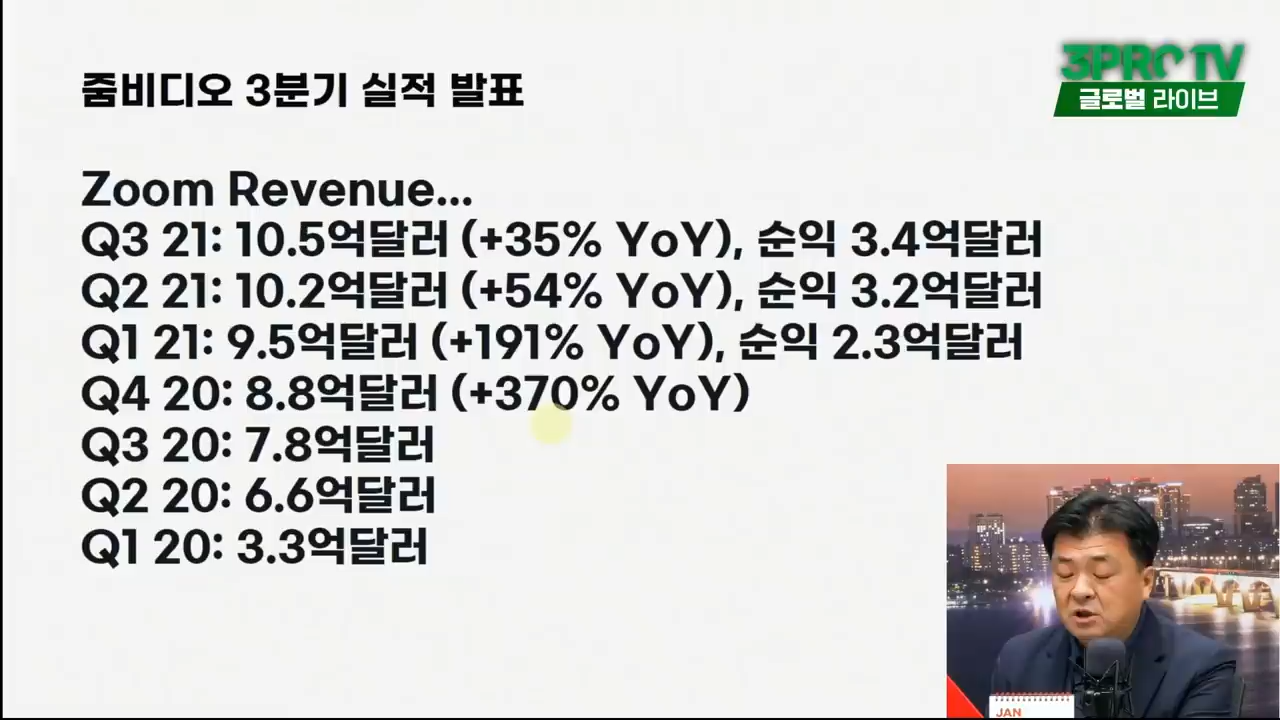 줌비디오 3분기 실적 발표
3PRO TV
글로벌 라이브
Zoom Revenue...
Q3 21: 10.5억달러 (+35% YoY), 순익 3.4억달러
Q2 21: 10.2억달러 (+54% YoY), 순익 3.2억달러
Q1 21: 9.5억달러 (+191% YoY), 순익 2.3억달러
Q4 20: 8.8억달러 (+370% YoY)
Q3 20: 7.8억달러
Q2 20: 6.6억달러
Q1 20: 3.3억달러
JAN